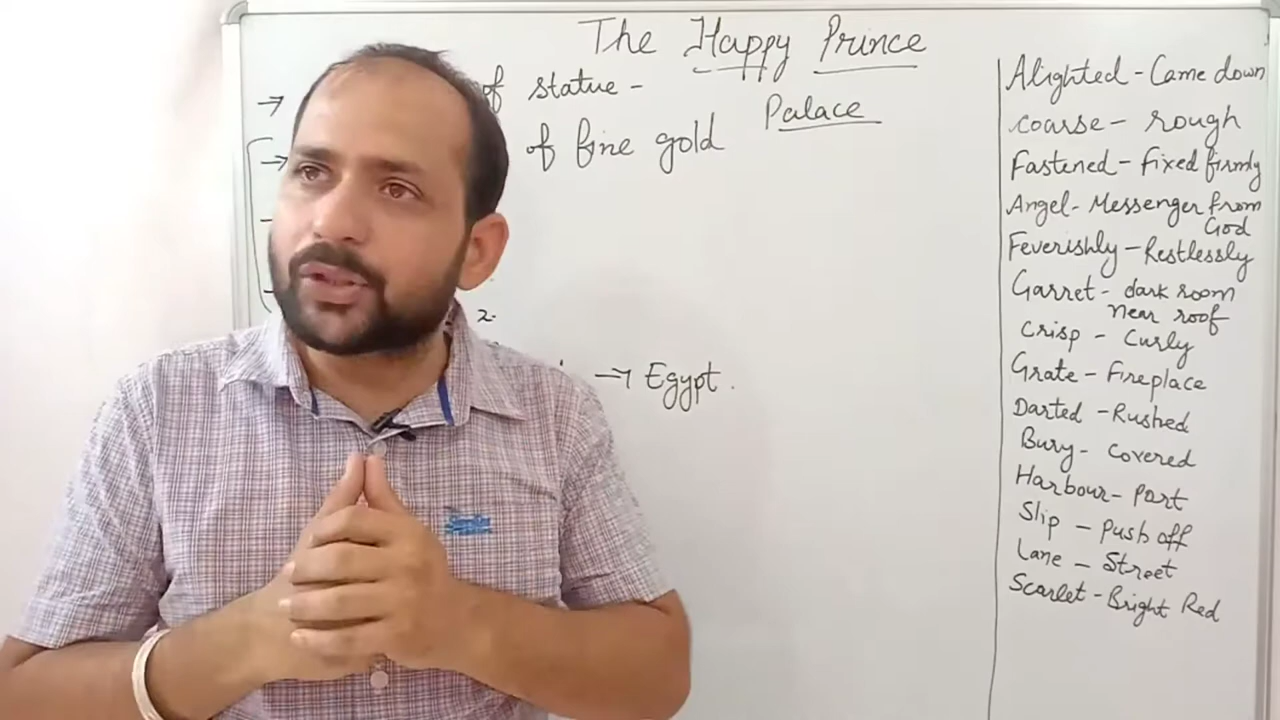 The Happy Prince
→ of statue -
Palace
→ of fine gold
2.
→ Egypt.
Alighted - Came down
Coarse - rough
Fastened - fixed firmly
Angel - Messenger from
God
Feverishly - Restlessly
Garret - dark room
near roof
Crisp - Curly
Grate - Fireplace
Darted - Rushed
Bury - Covered
Harbour - Port
Slip - Push off
Lane - Street
Scarlet - Bright Red